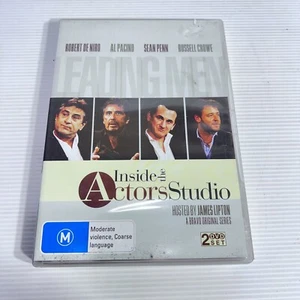 ROBERT DE NIRO AL PACINO SEAN PENN RUSSELL CROWE
LEADING MEN
Inside the
Actors Studio
HOSTED BY JAMES LIPTON
A BRAVO ORIGINAL SERIES
2 DVD SET
M
Moderate
violence, Coarse
language